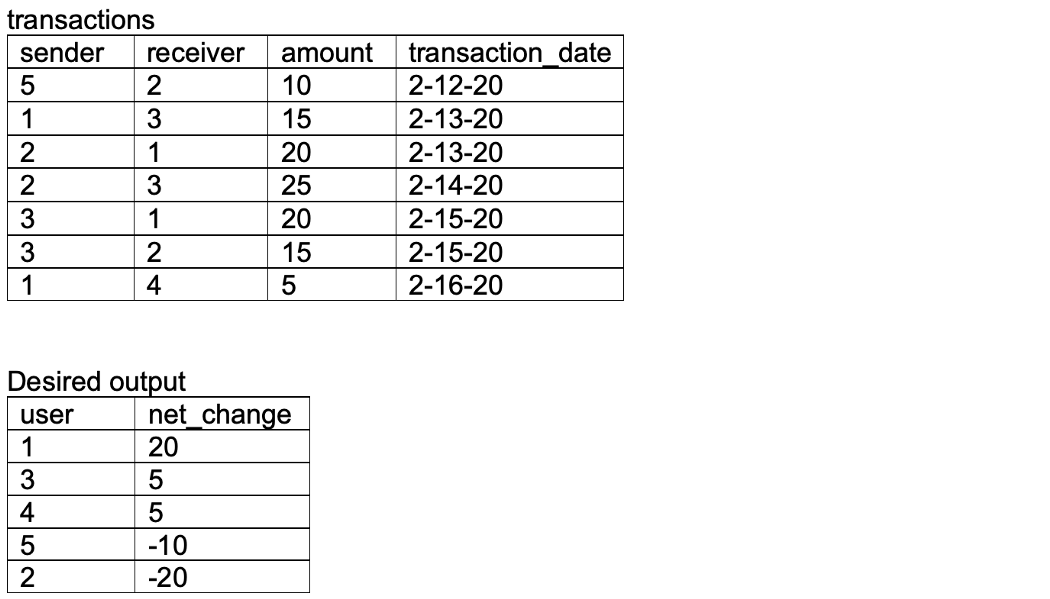 transactions
sender receiver amount transaction_date
5 2 10 2-12-20
1 3 15 2-13-20
2 1 20 2-13-20
2 3 25 2-14-20
3 1 20 2-15-20
3 2 15 2-15-20
1 4 5 2-16-20
Desired output
user net_change
1 20
3 5
4 5
5 -10
2 -20